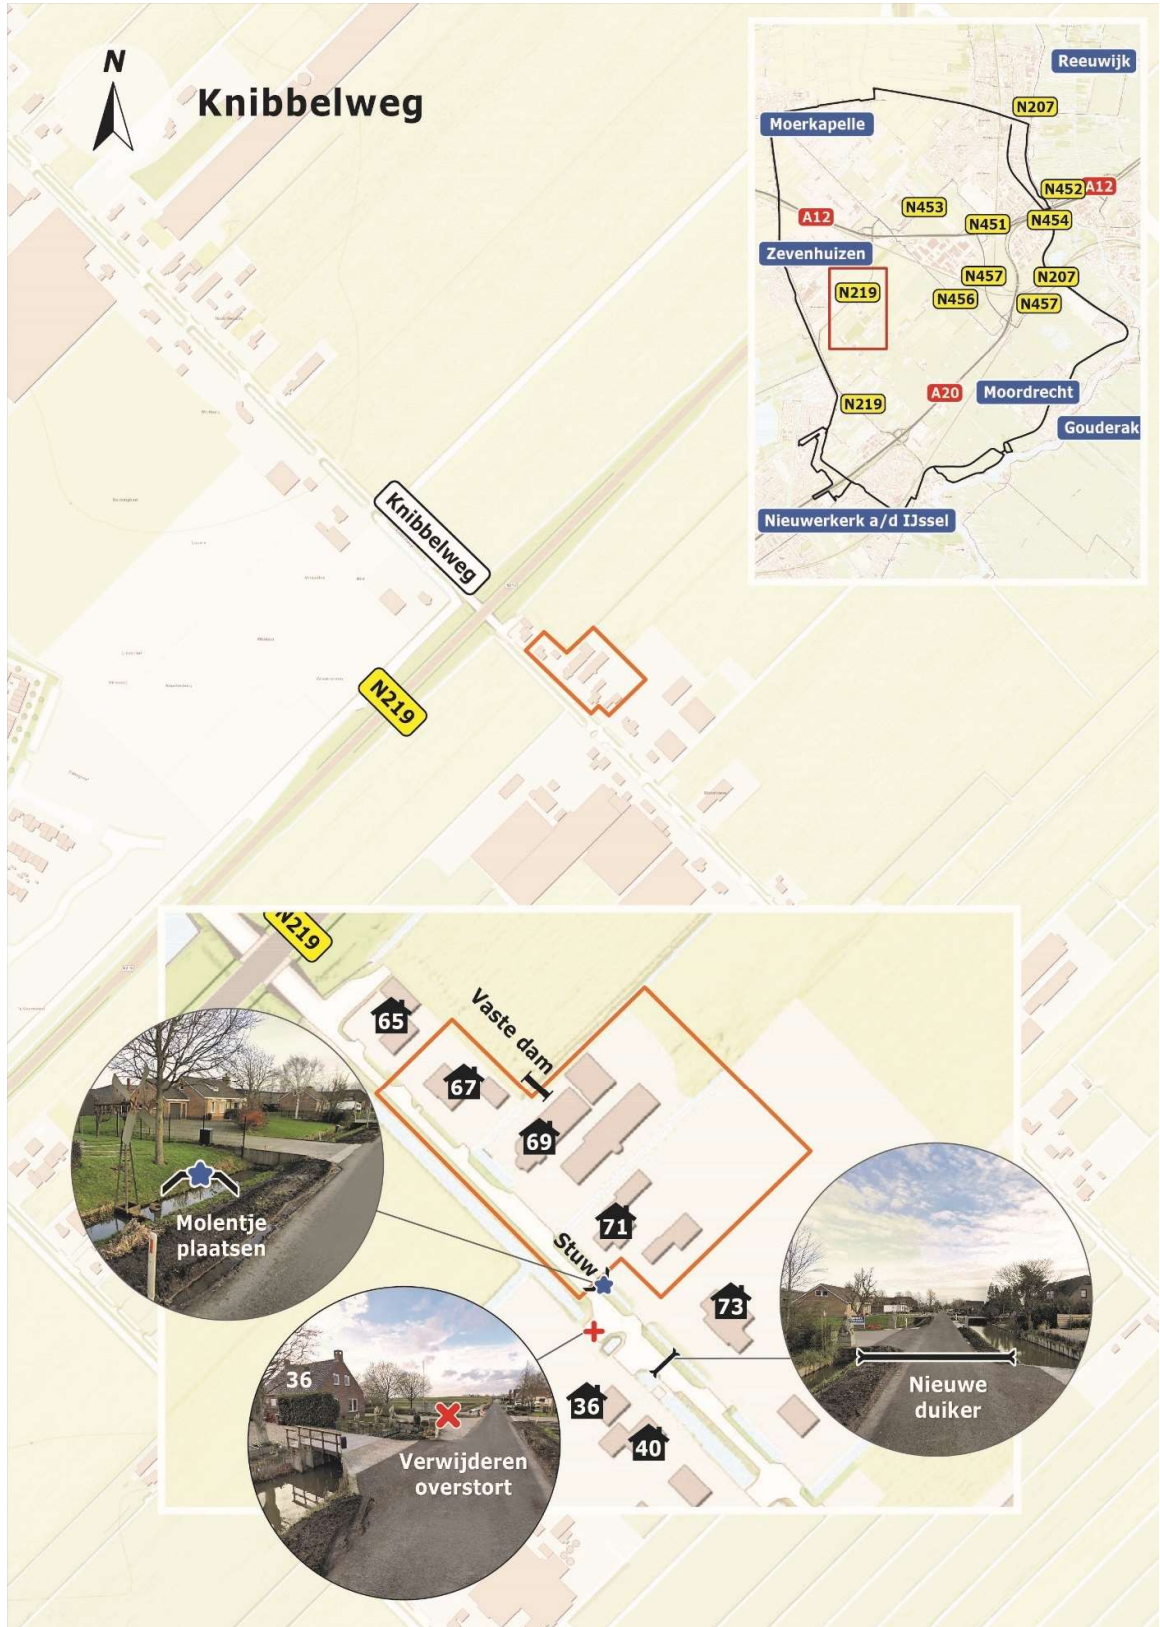 N
Knibbelweg
Reeuwijk
N207
Moerkapelle
N452
A12
N453
A12
N451
N454
Zevenhuizen
N457
N207
N219
N456
N457
A20
Moordrecht
N219
Gouderak
Nieuwerkerk a/d IJssel
Knibbelweg
N219
N219
65
Vaste dam
67
69
71
Stuw
73
36
40
Molentje
plaatsen
36
Verwijderen
overstort
Nieuwe
duiker